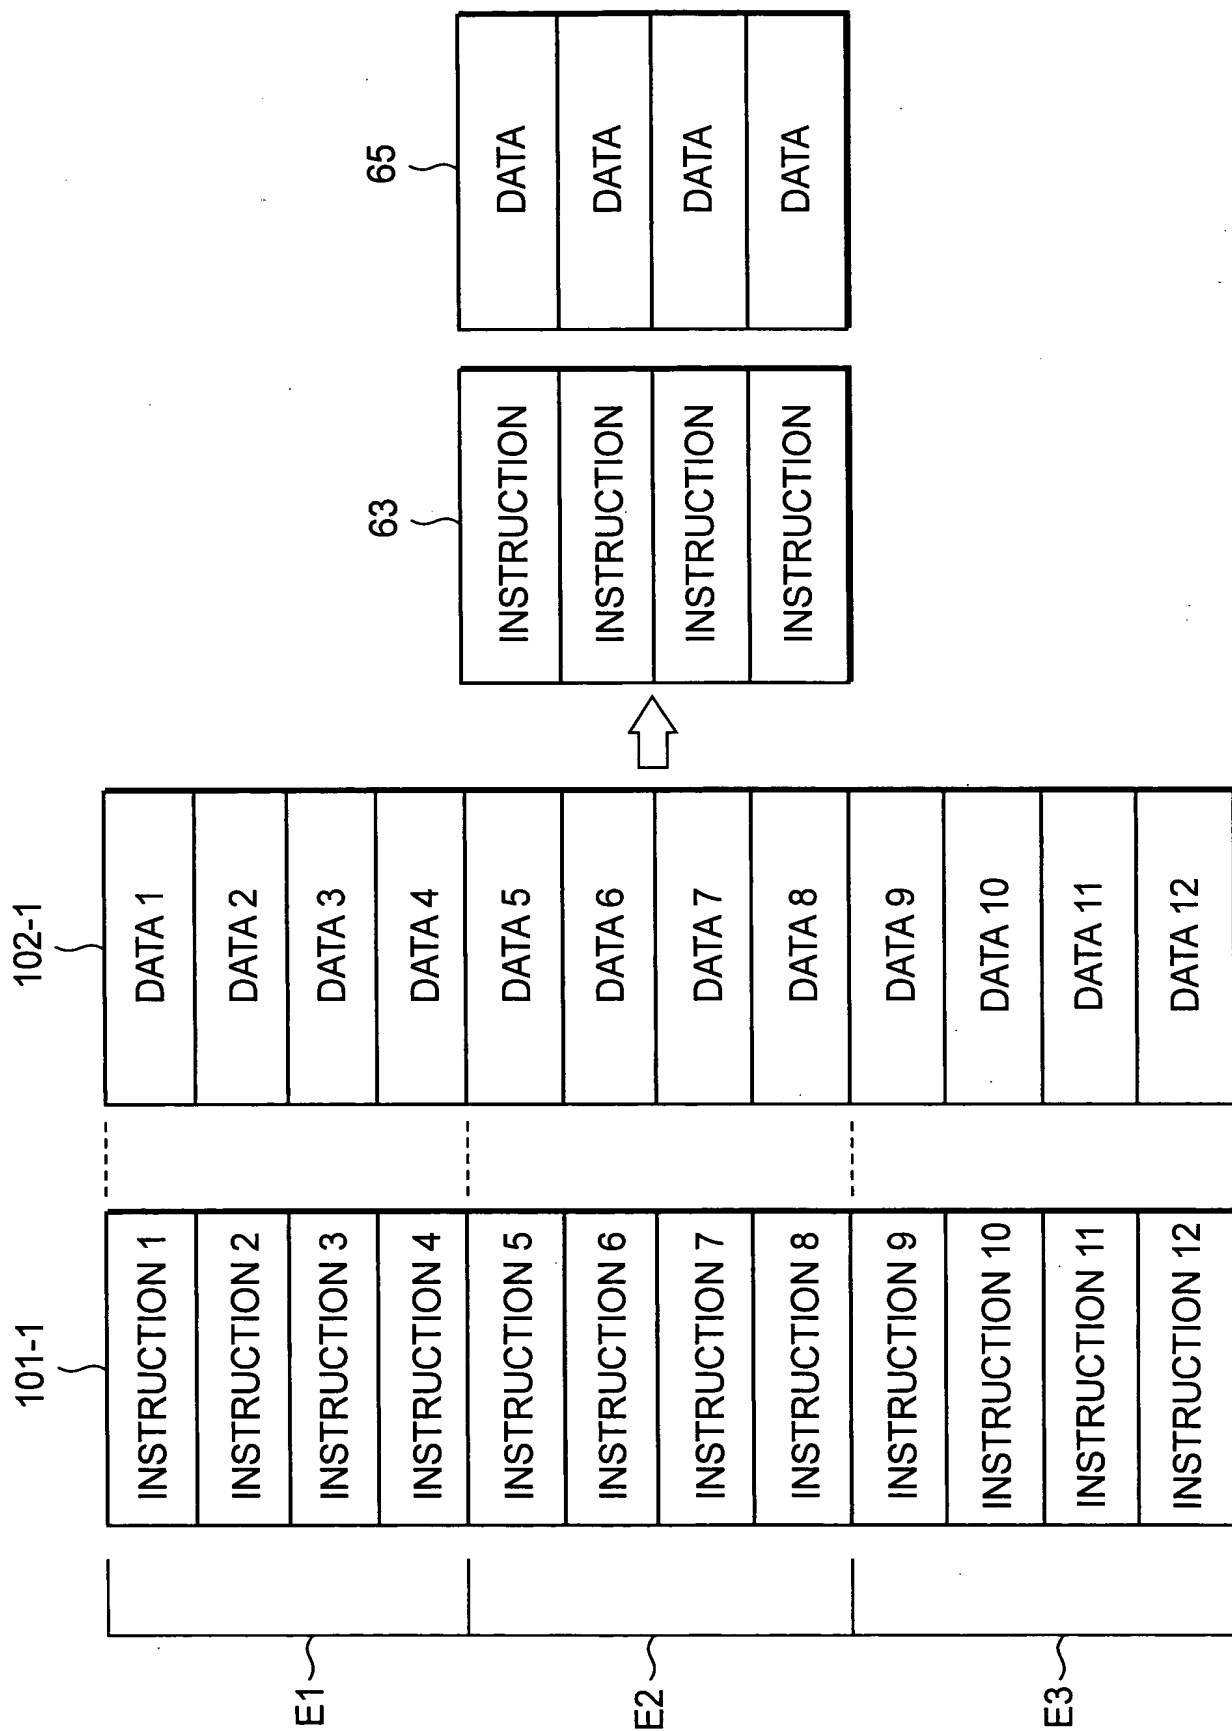 101-1
102-1
63
65
E1
E2
E3
INSTRUCTION 1
INSTRUCTION 2
INSTRUCTION 3
INSTRUCTION 4
INSTRUCTION 5
INSTRUCTION 6
INSTRUCTION 7
INSTRUCTION 8
INSTRUCTION 9
INSTRUCTION 10
INSTRUCTION 11
INSTRUCTION 12
DATA 1
DATA 2
DATA 3
DATA 4
DATA 5
DATA 6
DATA 7
DATA 8
DATA 9
DATA 10
DATA 11
DATA 12
INSTRUCTION
INSTRUCTION
INSTRUCTION
INSTRUCTION
DATA
DATA
DATA
DATA